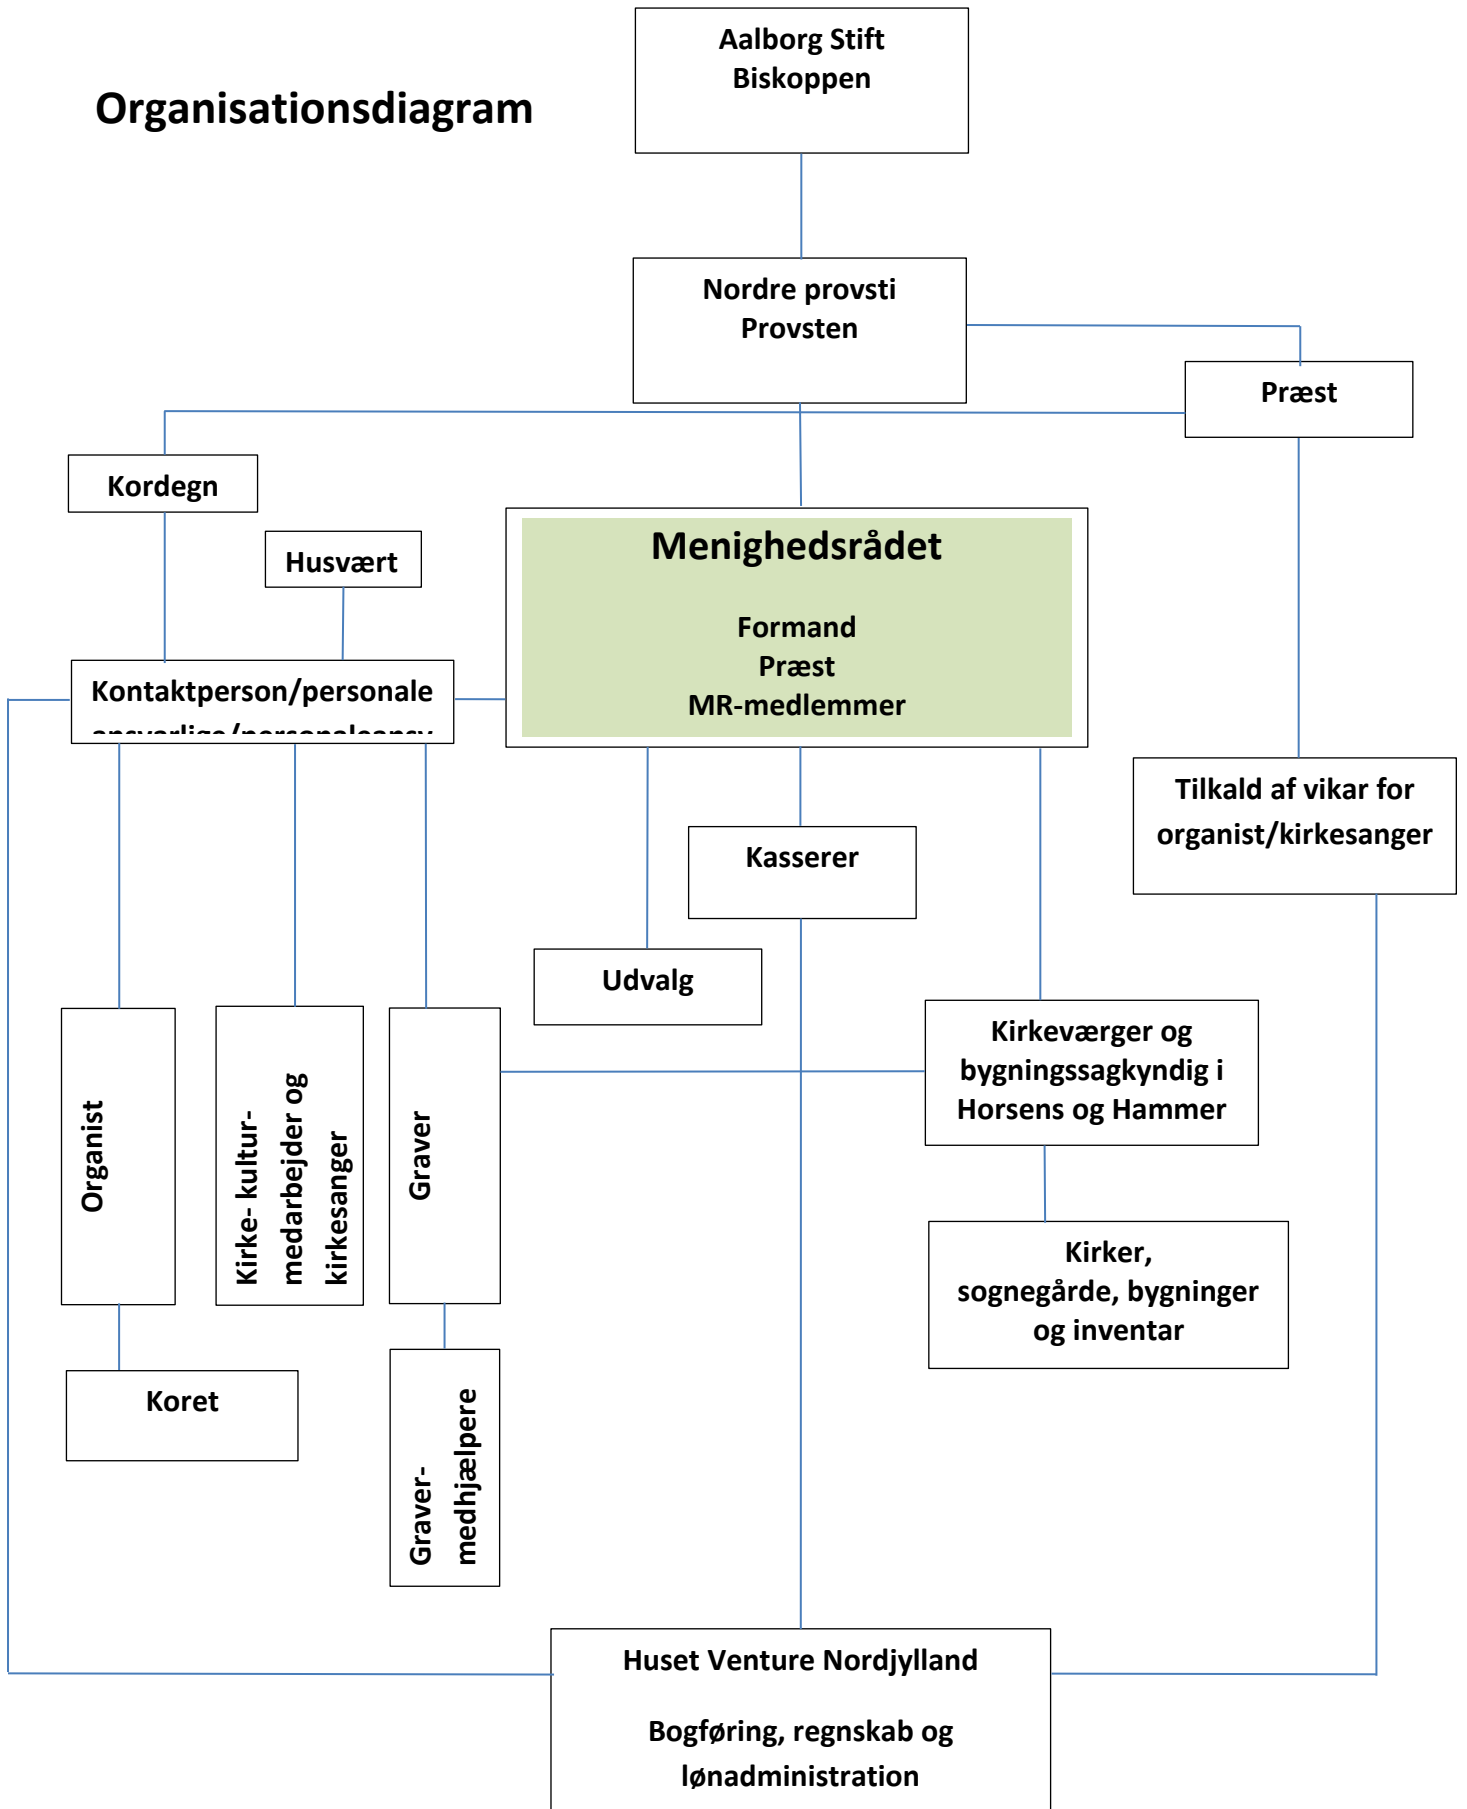 Aalborg Stift
Biskoppen
Organisationsdiagram
Nordre provsti
Provsten
Præst
Kordegn
Husvært
Menighedsrådet
Formand
Præst
MR-medlemmer
Kontaktperson/personale
ansvarlige/personaleansv
Tilkald af vikar for
organist/kirkesanger
Kasserer
Udvalg
Organist
Kirke- kultur-
medarbejder og
kirkesanger
Graver
Kirkeværger og
bygningssagkyndig i
Horsens og Hammer
Kirker,
sognegårde, bygninger
og inventar
Koret
Graver-
medhjælpere
Huset Venture Nordjylland
Bogføring, regnskab og
lønadministration